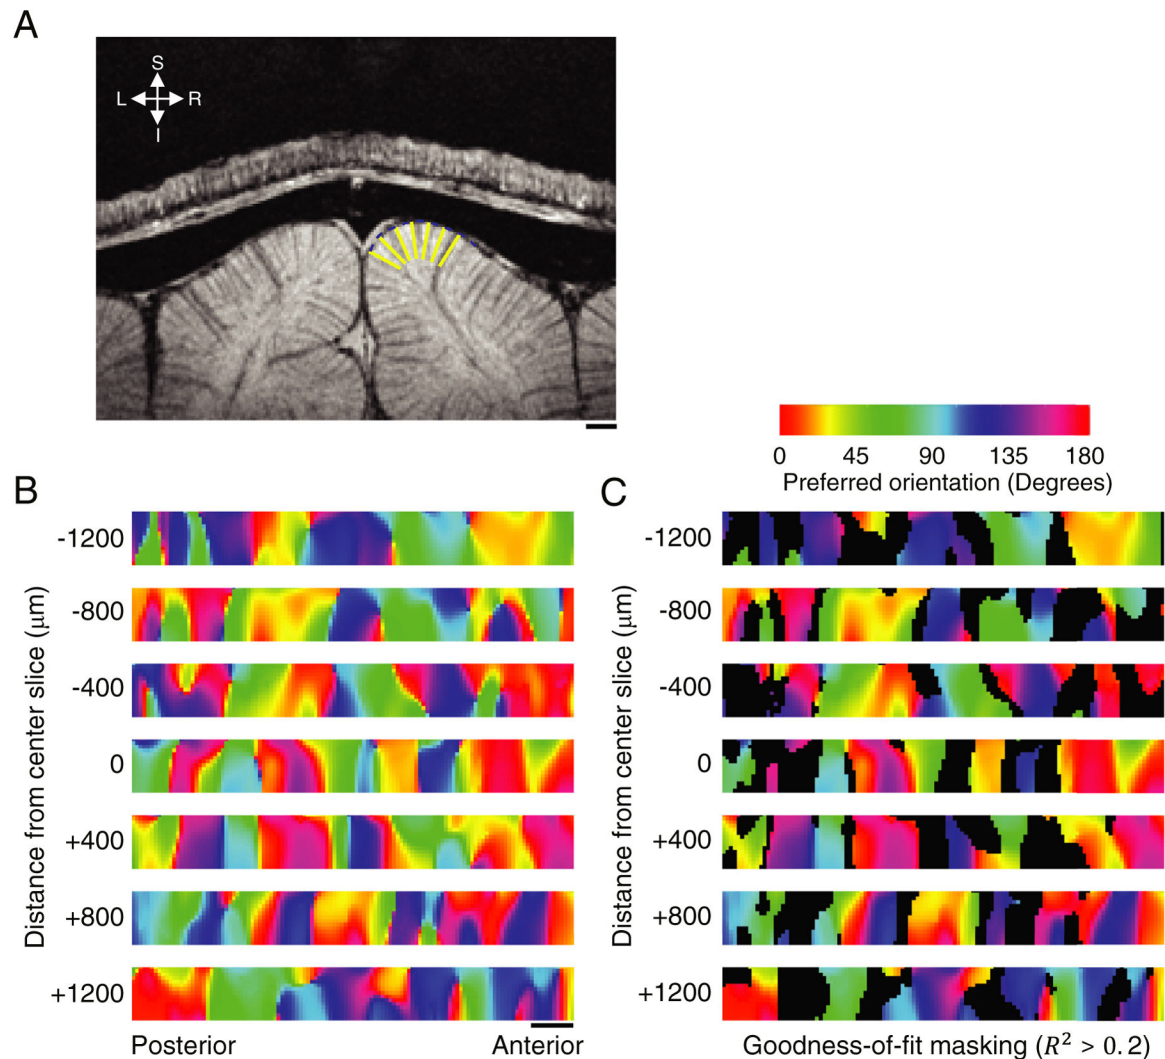 A
S
L R
I
0 45 90 135 180
Preferred orientation (Degrees)
B
C
Distance from center slice (µm)
-1200
-800
-400
0
+400
+800
+1200
Posterior Anterior
Distance from center slice (µm)
-1200
-800
-400
0
+400
+800
+1200
Goodness-of-fit masking (R² > 0.2)